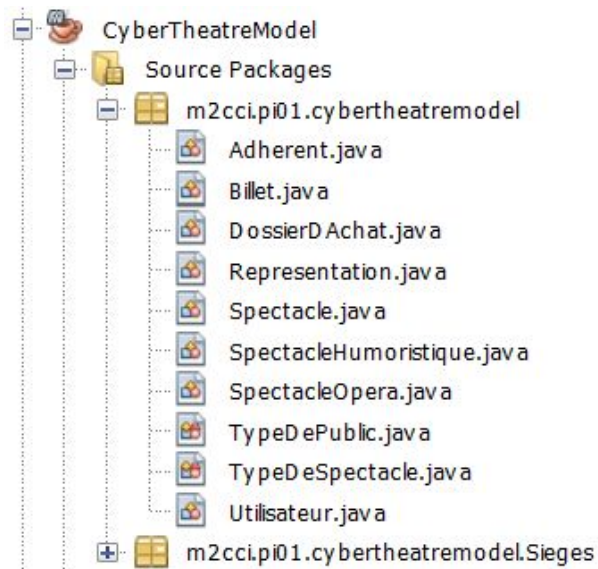 CyberTheatreModel
Source Packages
m2cci.pi01.cybertheatremodel
Adherent.java
Billet.java
DossierDAchat.java
Representation.java
Spectacle.java
SpectacleHumoristique.java
SpectacleOpera.java
TypeDePublic.java
TypeDeSpectacle.java
Utilisateur.java
m2cci.pi01.cybertheatremodel.Sieges